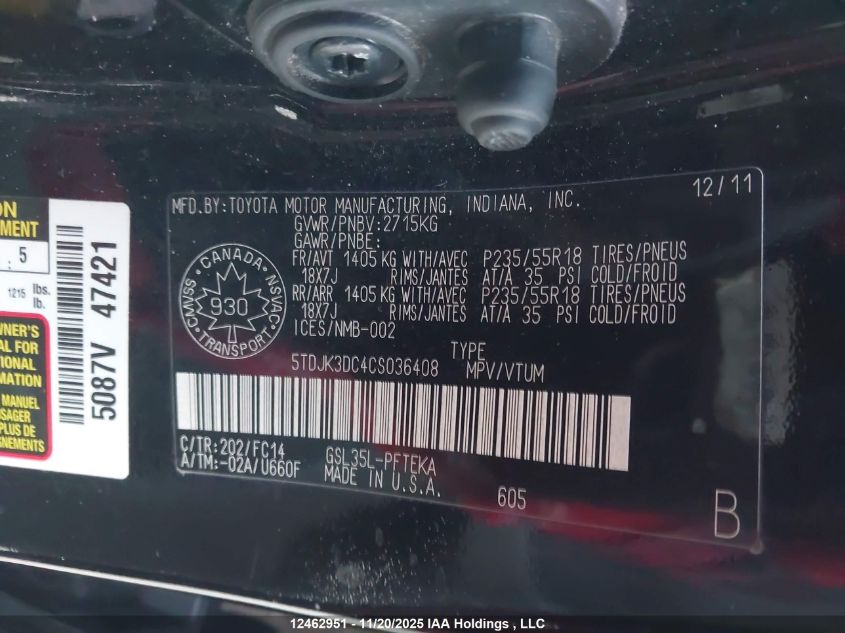 MFD.BY:TOYOTA MOTOR MANUFACTURING, INDIANA, INC. 12/11
GVWR/PNBV:2715KG
GAWR/PNBE:
FR/AVT 1405 KG WITH/AVEC P235/55R18 TIRES/PNEUS
18X7J RIMS/JANTES AT/A 35 PSI COLD/FROID
RR/ARR 1405 KG WITH/AVEC P235/55R18 TIRES/PNEUS
18X7J RIMS/JANTES AT/A 35 PSI COLD/FROID
ICES/NMB-002
CANADA
CMVSS NSVAC
930
TRANSPORT
TYPE
5TDJK3DC4CS036408 MPV/VTUM
C/TR:202/FC14 GSL35L-PFTEKA
A/TM:-02A/U660F MADE IN U.S.A.
605
B
5
1215 lbs.
lb.
5087V 47421
12462951 - 11/20/2025 IAA Holdings , LLC